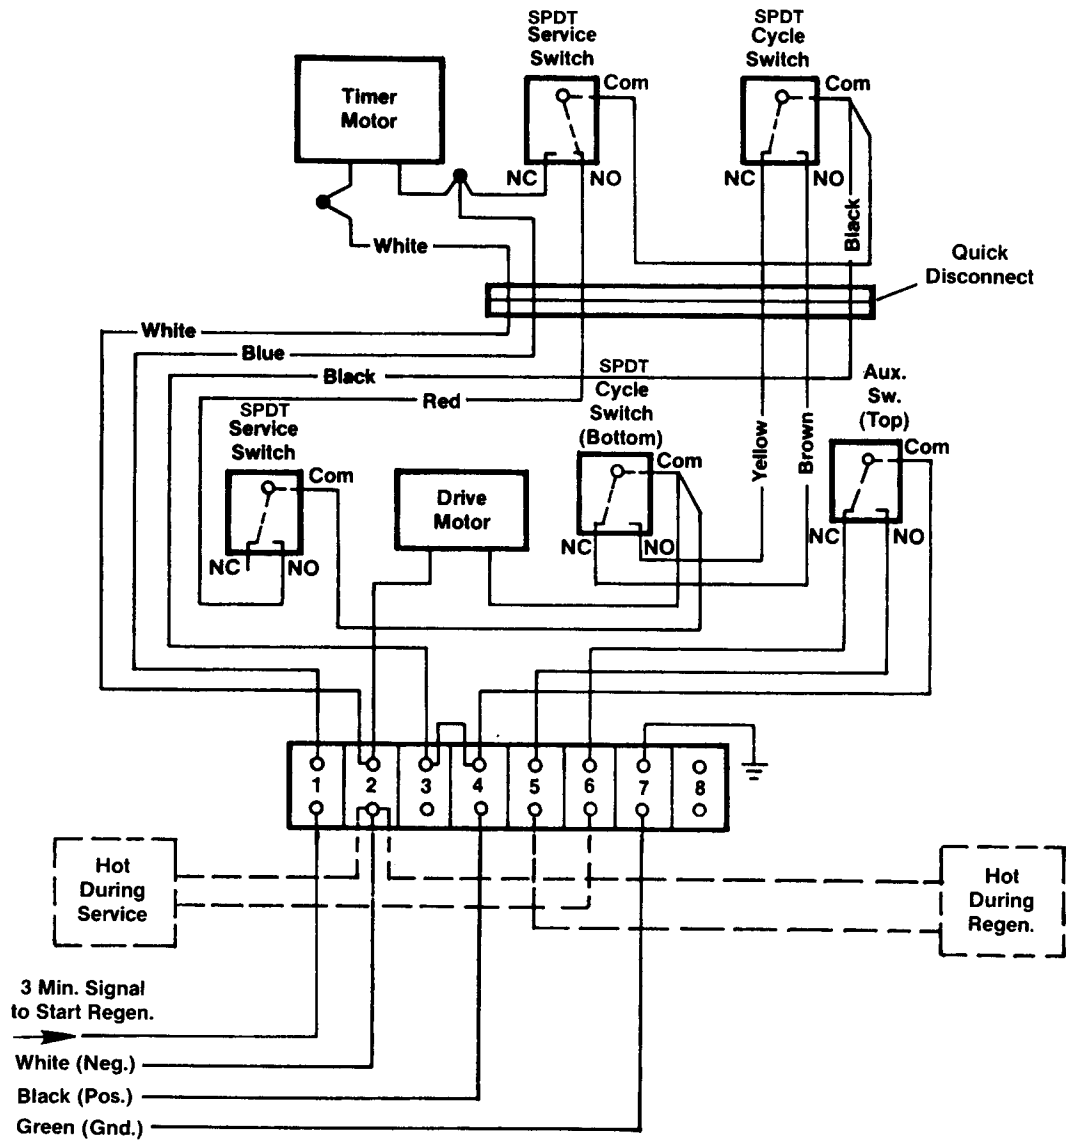 SPDT
Service
Switch
SPDT
Cycle
Switch
Timer
Motor
Com
Com
NC
NO
NC
NO
White
Black
Quick
Disconnect
White
Blue
Black
Red
SPDT
Cycle
Switch
(Bottom)
Aux.
Sw.
(Top)
SPDT
Service
Switch
Com
Drive
Motor
Com
Yellow
Brown
Com
NC
NO
NC
NO
NC
NO
1
2
3
4
5
6
7
8
Hot
During
Service
Hot
During
Regen.
3 Min. Signal
to Start Regen.
White (Neg.)
Black (Pos.)
Green (Gnd.)